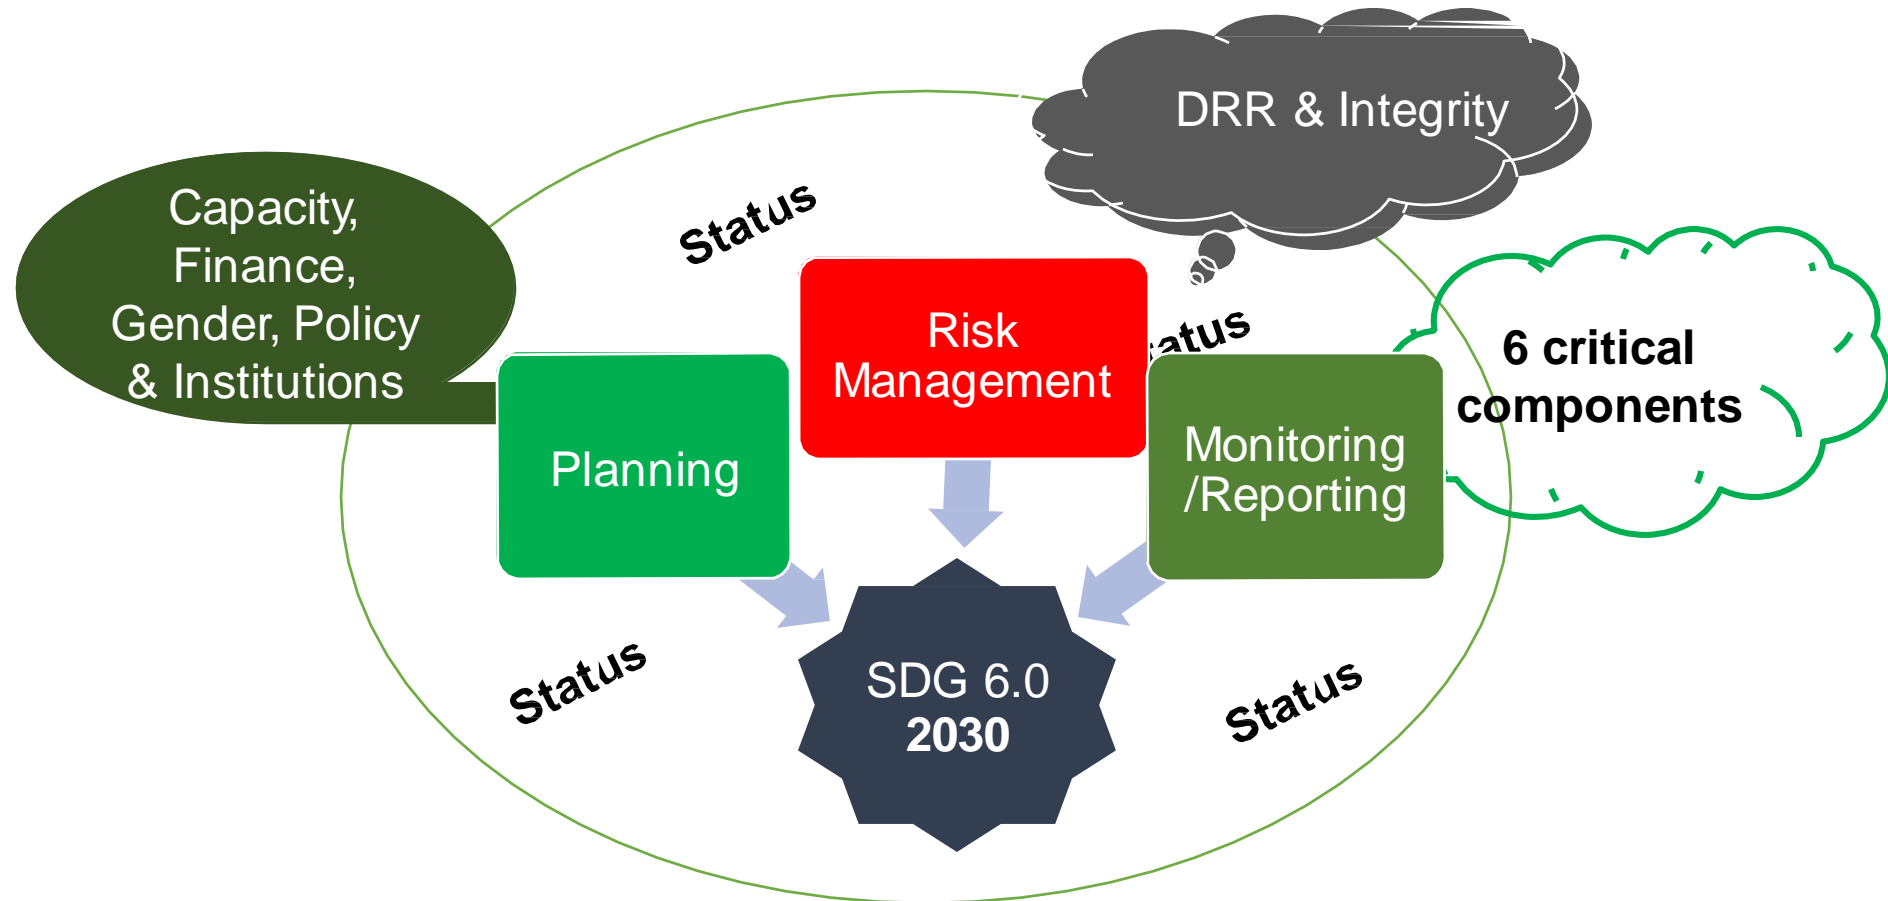 DRR & Integrity
Capacity,
Finance,
Gender, Policy
& Institutions
Status
Risk
Management
tatus
6 critical
components
Planning
Monitoring
/Reporting
SDG 6.0
2030
Status
Status